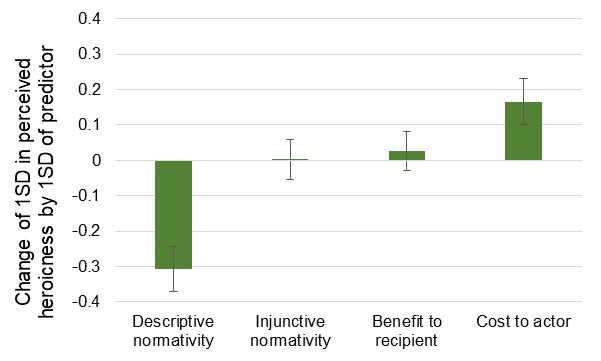 Change of 1SD in perceived
heroicness by 1SD of predictor
0.4
0.3
0.2
0.1
0
-0.1
-0.2
-0.3
-0.4
Descriptive
normativity
Injunctive
normativity
Benefit to
recipient
Cost to actor